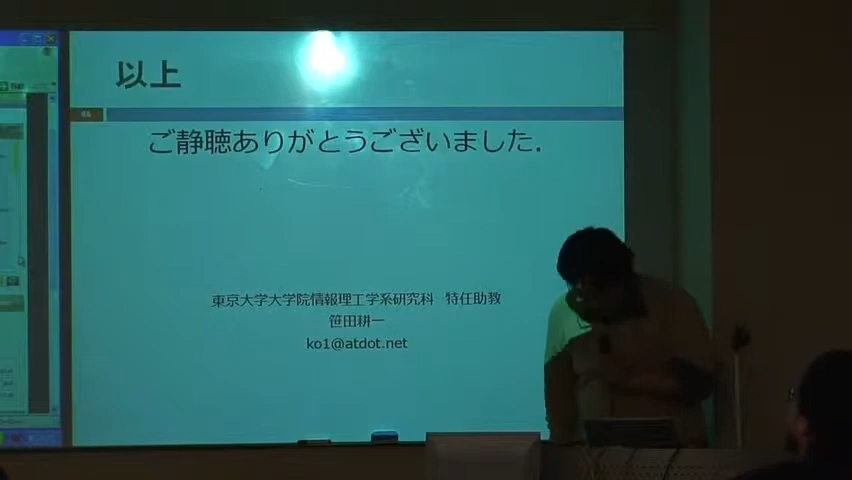 以上
ご静聴ありがとうございました．
東京大学大学院情報理工学系研究科 特任助教
笹田耕一
ko1@atdot.net